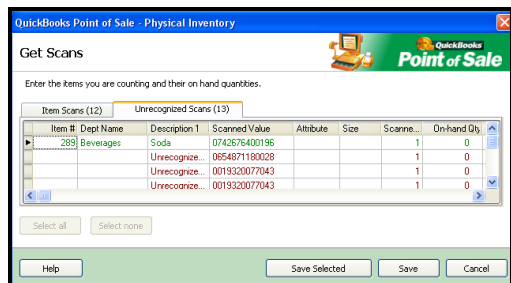 QuickBooks Point of Sale - Physical Inventory
Get Scans
QuickBooks
Point of Sale
Enter the items you are counting and their on hand quantities.
Item Scans (12) Unrecognized Scans (13)
Item # Dept Name Description 1 Scanned Value Attribute Size Scanne... On-hand Qty
289 Beverages Soda 0742676400196 1 0
Unrecognize... 0654871180028 1 0
Unrecognize... 0019320077043 1 0
Unrecognize... 0019320077043 1 0
Select all Select none
Help Save Selected Save Cancel